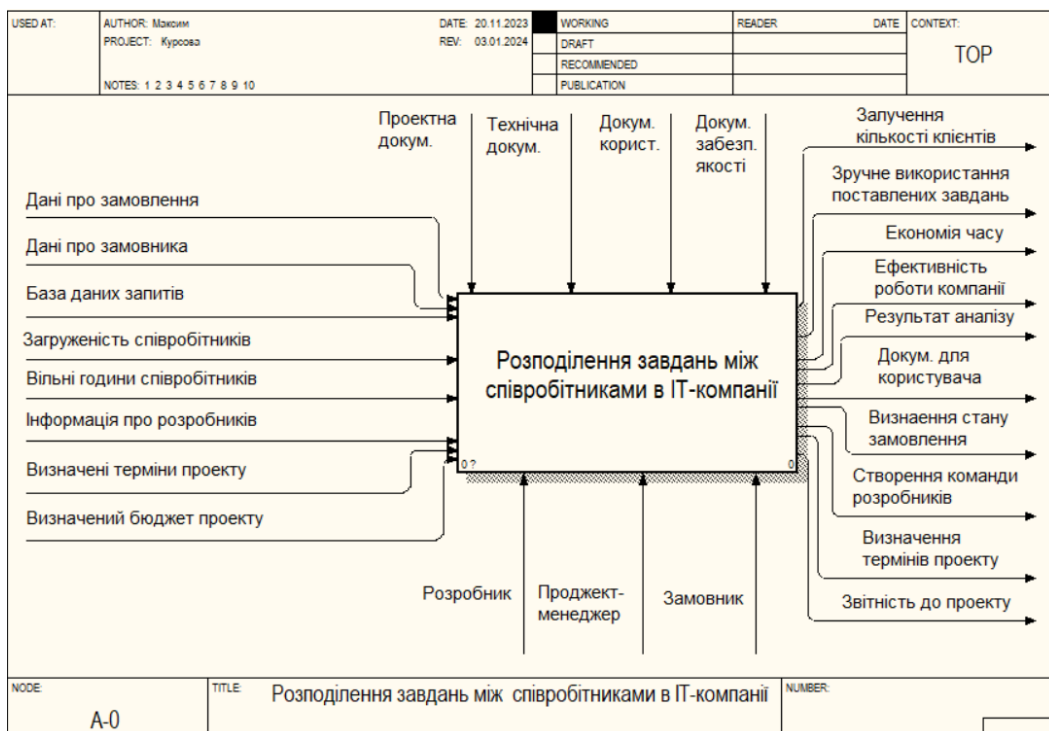 USED AT:
AUTHOR: Максим
DATE: 20.11.2023
PROJECT: Курсова
REV: 03.01.2024
NOTES: 1 2 3 4 5 6 7 8 9 10
WORKING
DRAFT
RECOMMENDED
PUBLICATION
READER
DATE
CONTEXT:
TOP
Проектна
докум.
Технічна
докум.
Докум.
корист.
Докум.
забезп.
якості
Дані про замовлення
Дані про замовника
База даних запитів
Загруженість співробітників
Вільні години співробітників
Інформація про розробників
Визначені терміни проекту
Визначений бюджет проекту
Розподілення завдань між
співробітниками в ІТ-компанії
0 ?
0
Залучення
кількості клієнтів
Зручне використання
поставлених завдань
Економія часу
Ефективність
роботи компанії
Результат аналізу
Докум. для
користувача
Визнаення стану
замовлення
Створення команди
розробників
Визначення
термінів проекту
Звітність до проекту
Розробник
Проджект-
менеджер
Замовник
NODE:
A-0
TITLE:
Розподілення завдань між співробітниками в ІТ-компанії
NUMBER: